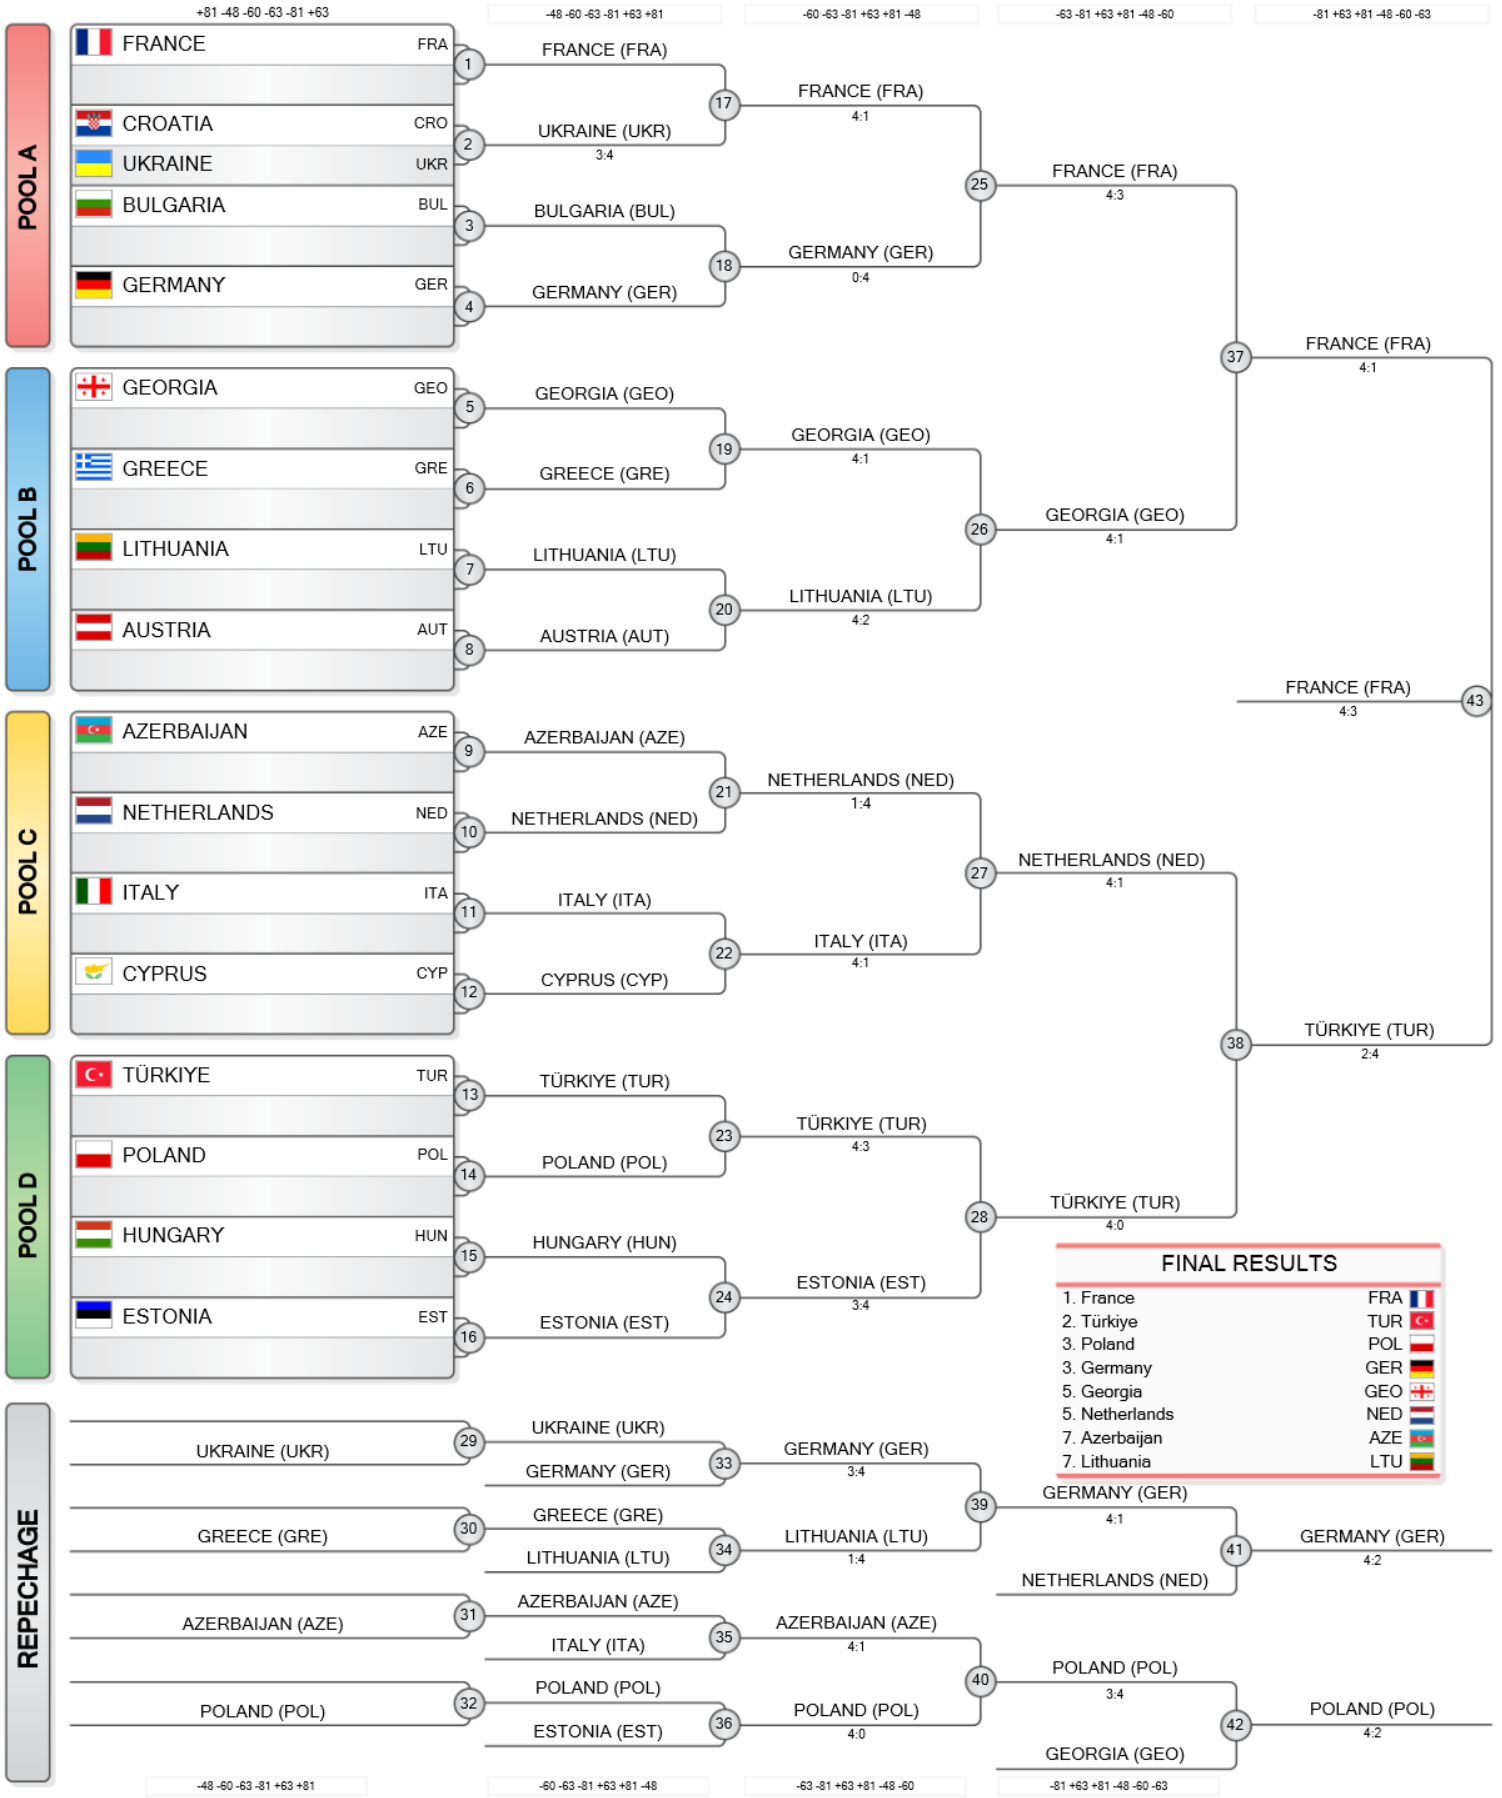 +81 -48 -60 -63 -81 +63
-48 -60 -63 -81 +63 +81
-60 -63 -81 +63 +81 -48
-63 -81 +63 +81 -48 -60
-81 +63 +81 -48 -60 -63
POOL A
FRANCE FRA
1
CROATIA CRO
UKRAINE UKR
2
BULGARIA BUL
3
GERMANY GER
4
FRANCE (FRA)
UKRAINE (UKR)
3:4
17
BULGARIA (BUL)
GERMANY (GER)
18
FRANCE (FRA)
4:1
GERMANY (GER)
0:4
25
FRANCE (FRA)
4:3
POOL B
GEORGIA GEO
5
GREECE GRE
6
LITHUANIA LTU
7
AUSTRIA AUT
8
GEORGIA (GEO)
GREECE (GRE)
19
LITHUANIA (LTU)
AUSTRIA (AUT)
20
GEORGIA (GEO)
4:1
LITHUANIA (LTU)
4:2
26
GEORGIA (GEO)
4:1
37
FRANCE (FRA)
4:1
FRANCE (FRA)
4:3
43
POOL C
AZERBAIJAN AZE
9
NETHERLANDS NED
10
ITALY ITA
11
CYPRUS CYP
12
AZERBAIJAN (AZE)
NETHERLANDS (NED)
21
ITALY (ITA)
CYPRUS (CYP)
22
NETHERLANDS (NED)
1:4
ITALY (ITA)
4:1
27
NETHERLANDS (NED)
4:1
POOL D
TÜRKIYE TUR
13
POLAND POL
14
HUNGARY HUN
15
ESTONIA EST
16
TÜRKIYE (TUR)
POLAND (POL)
23
HUNGARY (HUN)
ESTONIA (EST)
24
TÜRKIYE (TUR)
4:3
ESTONIA (EST)
3:4
28
TÜRKIYE (TUR)
4:0
38
TÜRKIYE (TUR)
2:4
FINAL RESULTS
1. France FRA
2. Türkiye TUR
3. Poland POL
3. Germany GER
5. Georgia GEO
5. Netherlands NED
7. Azerbaijan AZE
7. Lithuania LTU
REPECHAGE
UKRAINE (UKR)
29
GREECE (GRE)
30
AZERBAIJAN (AZE)
31
POLAND (POL)
32
UKRAINE (UKR)
GERMANY (GER)
33
GREECE (GRE)
LITHUANIA (LTU)
34
AZERBAIJAN (AZE)
ITALY (ITA)
35
POLAND (POL)
ESTONIA (EST)
36
GERMANY (GER)
3:4
LITHUANIA (LTU)
1:4
39
AZERBAIJAN (AZE)
4:1
POLAND (POL)
4:0
40
GERMANY (GER)
4:1
NETHERLANDS (NED)
41
POLAND (POL)
3:4
GEORGIA (GEO)
42
GERMANY (GER)
4:2
POLAND (POL)
4:2
-48 -60 -63 -81 +63 +81
-60 -63 -81 +63 +81 -48
-63 -81 +63 +81 -48 -60
-81 +63 +81 -48 -60 -63